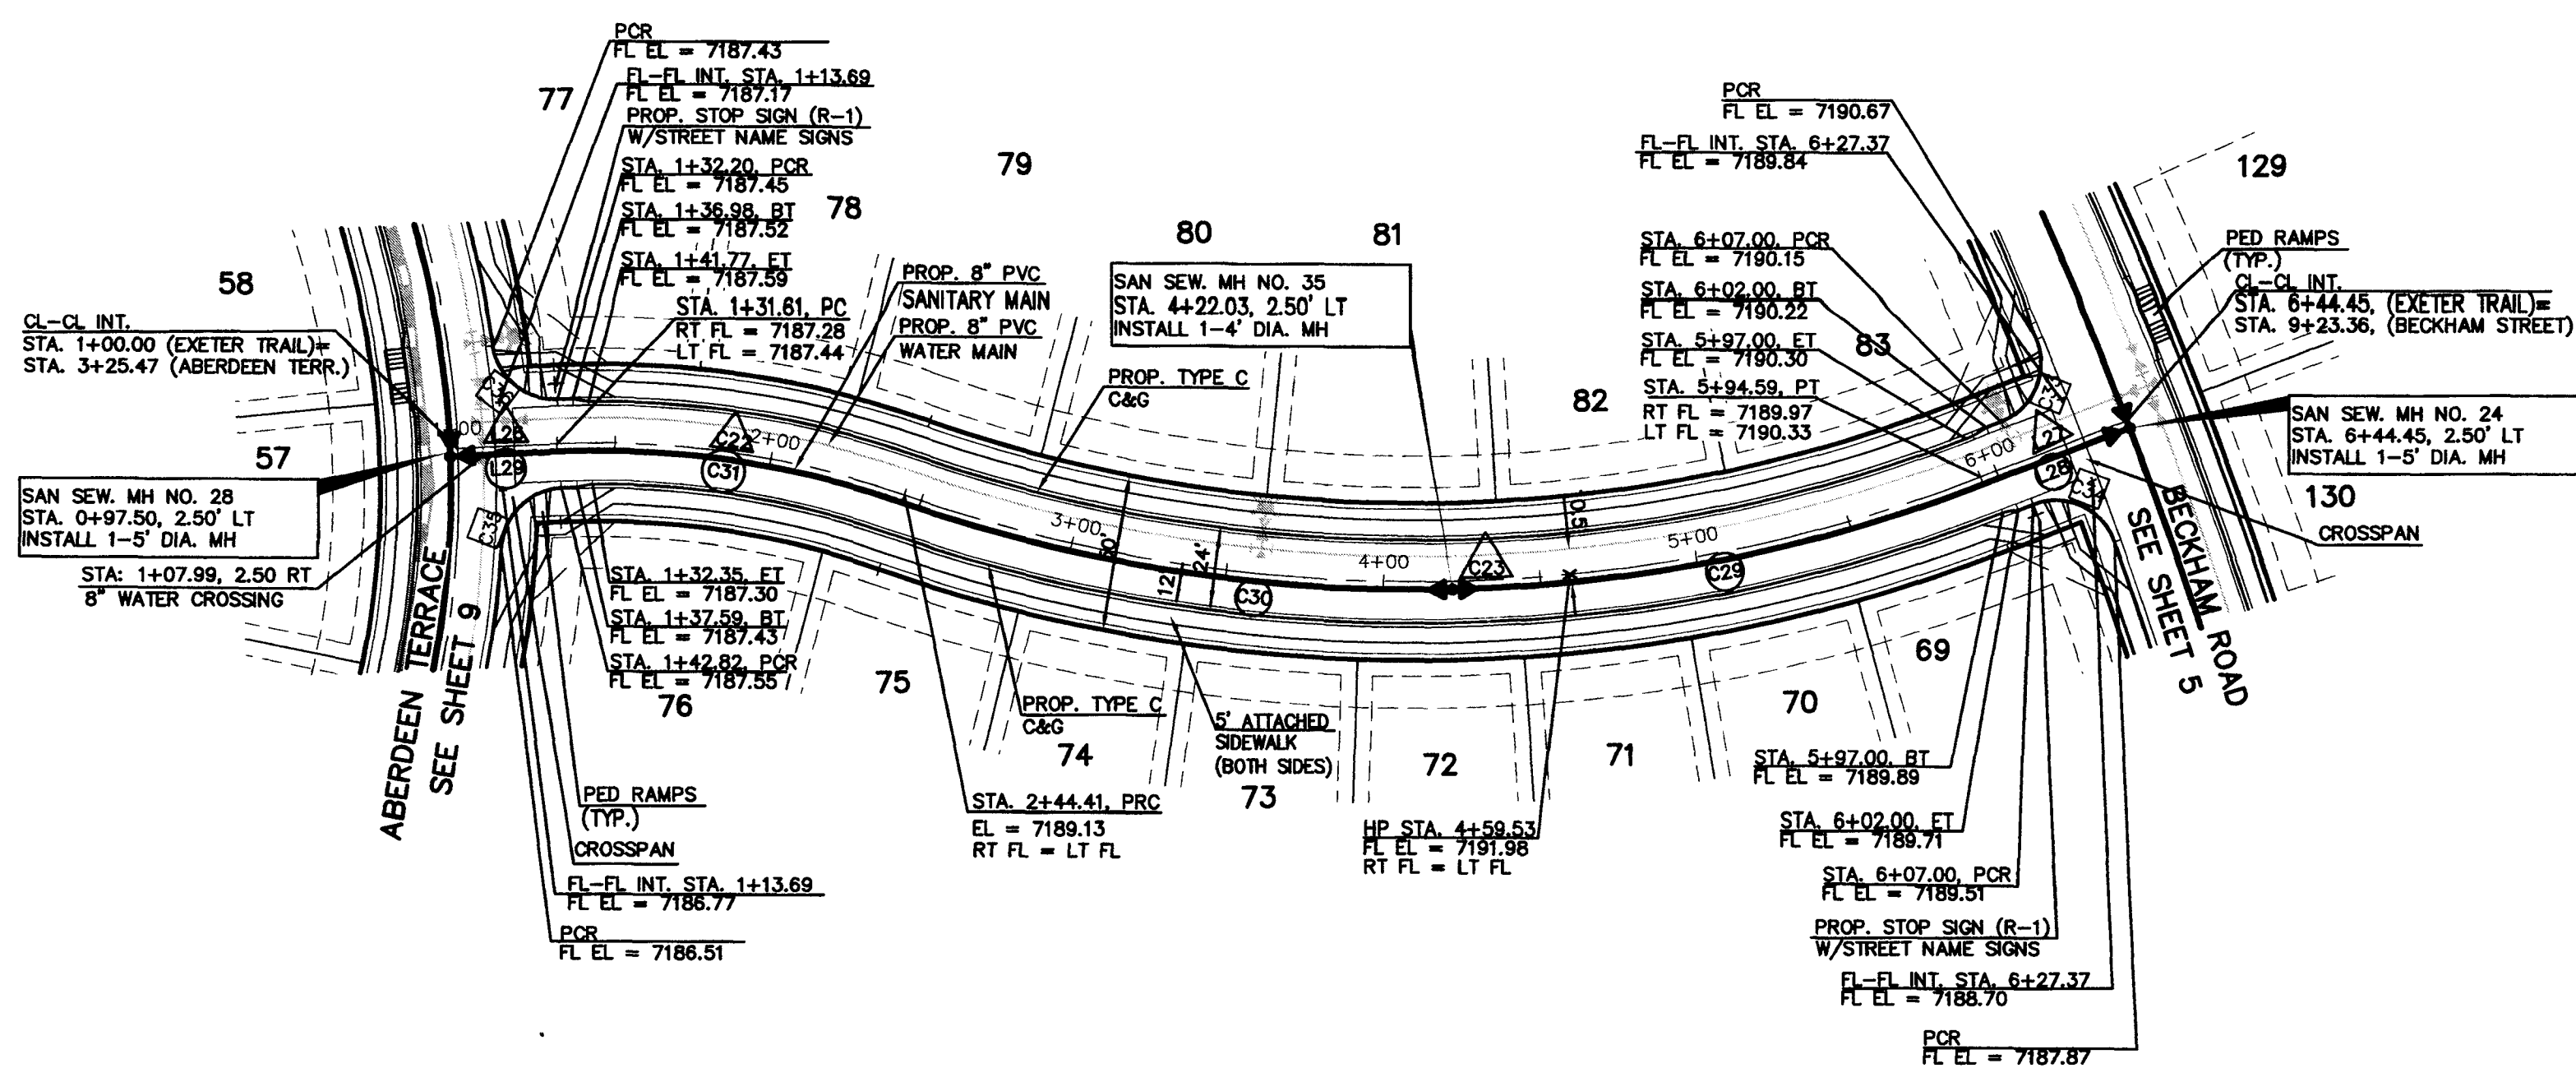 PCR
FL EL = 7187.43
FL-FL INT. STA. 1+13.69
FL EL = 7187.17
PROP. STOP SIGN (R-1)
W/STREET NAME SIGNS
STA. 1+32.20, PCR
FL EL = 7187.45
STA. 1+36.98, BT
FL EL = 7187.52
STA. 1+41.77, ET
FL EL = 7187.59
STA. 1+31.61, PC
RT FL = 7187.28
LT FL = 7187.44
77
78
79
80
81
82
83
58
57
CL-CL INT.
STA. 1+00.00 (EXETER TRAIL)=
STA. 3+25.47 (ABERDEEN TERR.)
SAN SEW. MH NO. 28
STA. 0+97.50, 2.50' LT
INSTALL 1-5' DIA. MH
STA: 1+07.99, 2.50 RT
8" WATER CROSSING
ABERDEEN TERRACE
SEE SHEET 9
PROP. 8" PVC
SANITARY MAIN
PROP. 8" PVC
WATER MAIN
SAN SEW. MH NO. 35
STA. 4+22.03, 2.50' LT
INSTALL 1-4' DIA. MH
PROP. TYPE C
C&G
PCR
FL EL = 7190.67
FL-FL INT. STA. 6+27.37
FL EL = 7189.84
STA. 6+07.00, PCR
FL EL = 7190.15
STA. 6+02.00, BT
FL EL = 7190.22
STA. 5+97.00, ET
FL EL = 7190.30
STA. 5+94.59, PT
RT FL = 7189.97
LT FL = 7190.33
129
PED RAMPS
(TYP.)
CL-CL INT.
STA. 6+44.45, (EXETER TRAIL)=
STA. 9+23.36, (BECKHAM STREET)
SAN SEW. MH NO. 24
STA. 6+44.45, 2.50' LT
INSTALL 1-5' DIA. MH
130
CROSSPAN
BECKHAM ROAD
SEE SHEET 5
L29
C35
C22
C31
2+00
3+00
24'
12'
C30
4+00
C23
5+00
C29
6+00
L27
L28
C34
STA. 1+32.35, ET
FL EL = 7187.30
STA. 1+37.59, BT
FL EL = 7187.43
STA. 1+42.82, PCR
FL EL = 7187.55
76
75
74
73
72
71
70
69
PED RAMPS
(TYP.)
CROSSPAN
FL-FL INT. STA. 1+13.69
FL EL = 7186.77
PCR
FL EL = 7186.51
PROP. TYPE C
C&G
5' ATTACHED
SIDEWALK
(BOTH SIDES)
STA. 2+44.41, PRC
EL = 7189.13
RT FL = LT FL
HP STA. 4+59.53
FL EL = 7191.98
RT FL = LT FL
STA. 5+97.00, BT
FL EL = 7189.89
STA. 6+02.00, ET
FL EL = 7189.71
STA. 6+07.00, PCR
FL EL = 7189.51
PROP. STOP SIGN (R-1)
W/STREET NAME SIGNS
FL-FL INT. STA. 6+27.37
FL EL = 7188.70
PCR
FL EL = 7187.87